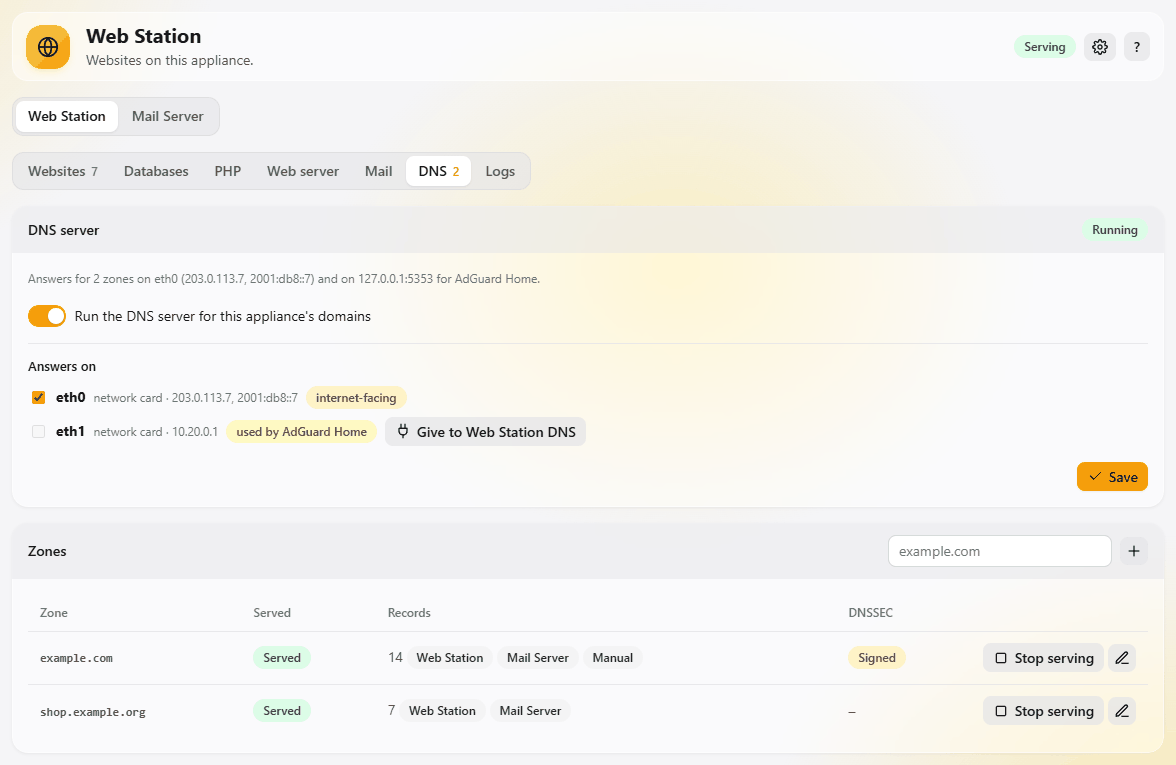 Web Station
Websites on this appliance.
Serving
?
Web Station Mail Server
Websites 7 Databases PHP Web server Mail DNS 2 Logs
DNS server
Running
Answers for 2 zones on eth0 (203.0.113.7, 2001:db8::7) and on 127.0.0.1:5353 for AdGuard Home.
Run the DNS server for this appliance's domains
Answers on
eth0 network card · 203.0.113.7, 2001:db8::7 internet-facing
eth1 network card · 10.20.0.1 used by AdGuard Home Give to Web Station DNS
Save
Zones
example.com
Zone Served Records DNSSEC
example.com Served 14 Web Station Mail Server Manual Signed Stop serving
shop.example.org Served 7 Web Station Mail Server – Stop serving